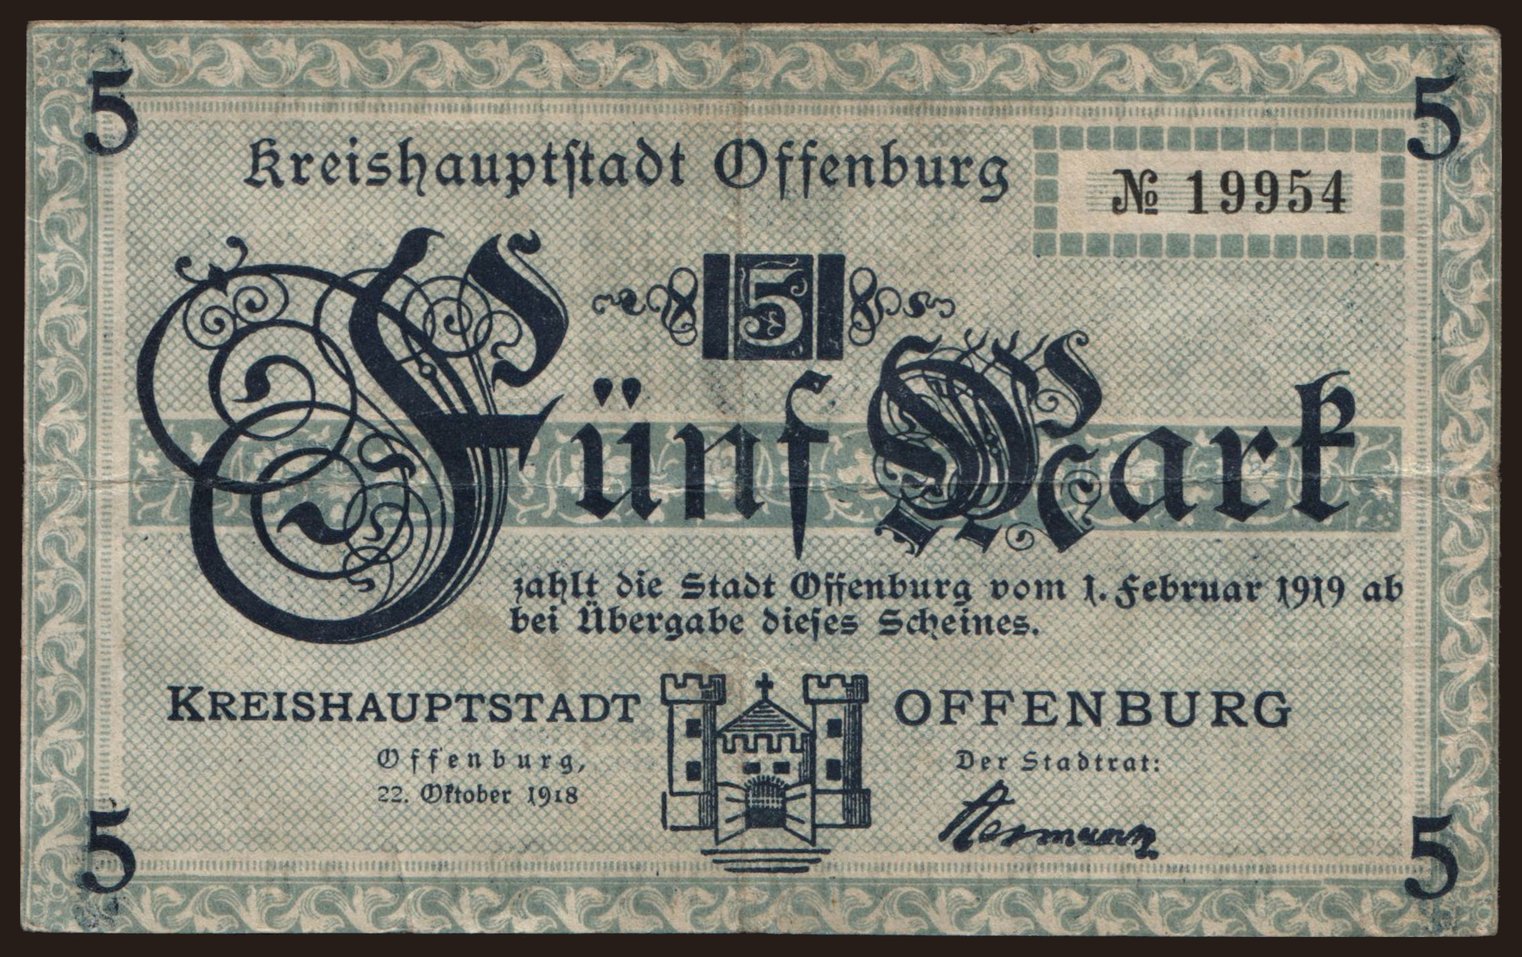 5 5
Kreishauptstadt Offenburg
№ 19954
5
Fünf Mark
zahlt die Stadt Offenburg vom 1. Februar 1919 ab
bei Übergabe dieses Scheines.
KREISHAUPTSTADT OFFENBURG
Offenburg,
22. Oktober 1918
Der Stadtrat:
Hermann
5 5